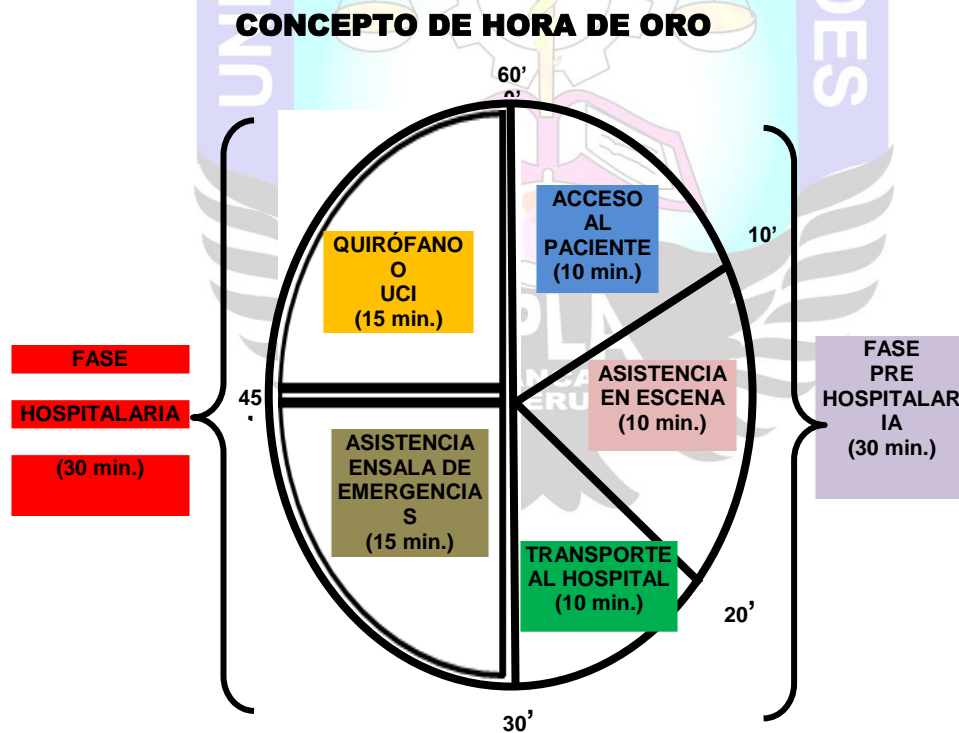 CONCEPTO DE HORA DE ORO
60’
0’
ACCESO
AL
PACIENTE
(10 min.)
10’
QUIRÓFANO
O
UCI
(15 min.)
FASE
HOSPITALARIA
(30 min.)
45
ASISTENCIA
EN ESCENA
(10 min.)
FASE
PRE
HOSPITALAR
IA
(30 min.)
ASISTENCIA
ENSALA DE
EMERGENCIA
S
(15 min.)
TRANSPORTE
AL HOSPITAL
(10 min.)
20’
30’
UNI
DES